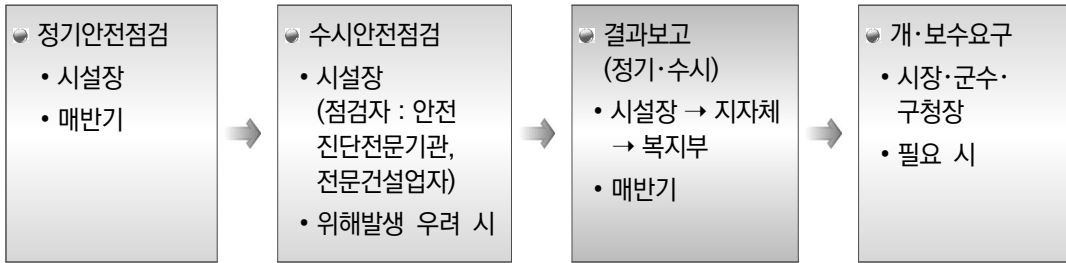 정기안전점검
• 시설장
• 매반기
수시안전점검
• 시설장
(점검자 : 안전
진단전문기관,
전문건설업자)
• 위해발생 우려 시
결과보고
(정기·수시)
• 시설장 → 지자체
→ 복지부
• 매반기
개·보수요구
• 시장·군수·
구청장
• 필요 시